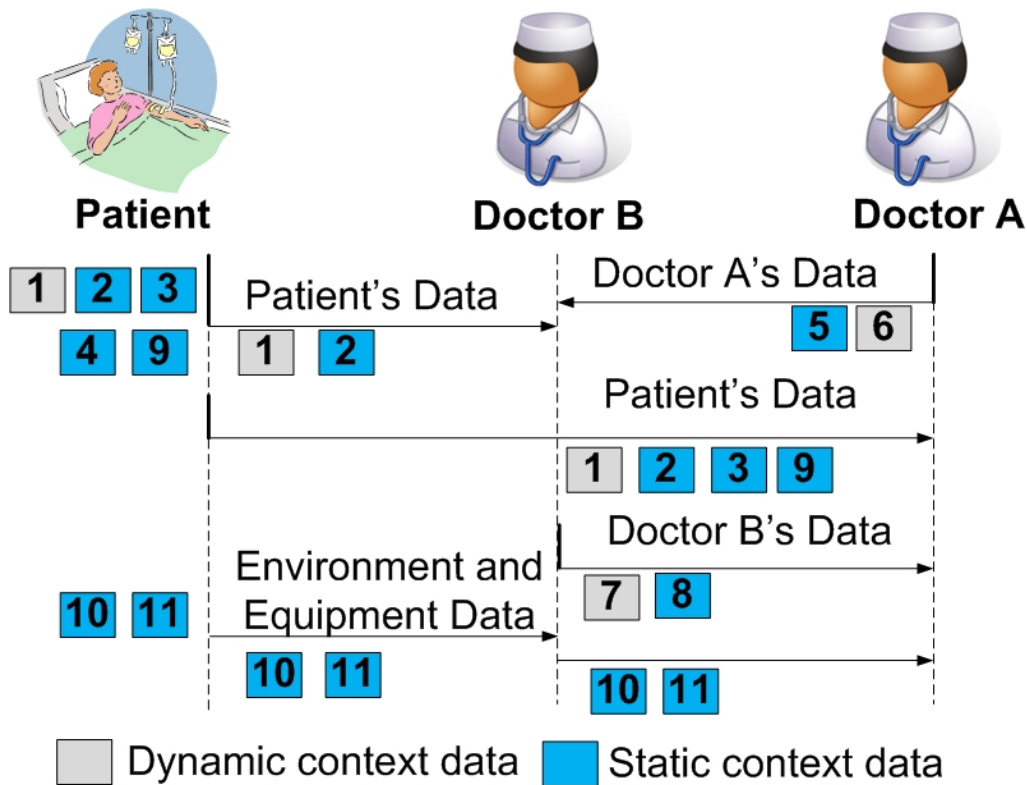 Patient
Doctor B
Doctor A
1 2 3
4 9
Patient's Data
1 2
Doctor A's Data
5 6
Patient's Data
1 2 3 9
Doctor B's Data
7 8
10 11
Environment and
Equipment Data
10 11
10 11
Dynamic context data
Static context data